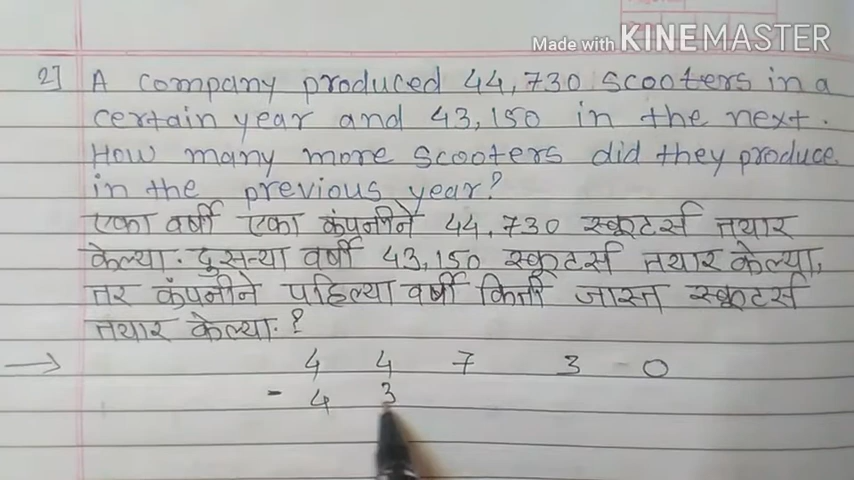 Made with KINEMASTER
2] A company produced 44,730 scooters in a
certain year and 43,150 in the next.
How many more scooters did they produce
in the previous year?
एका वर्षी एका कंपनीने 44,730 स्कूटर्स तयार
केल्या. दुसऱ्या वर्षी 43,150 स्कूटर्स तयार केल्या,
तर कंपनीने पहिल्या वर्षी किती जास्त स्कूटर्स
तयार केल्या.?
→ 4 4 7 3 0
- 4 3